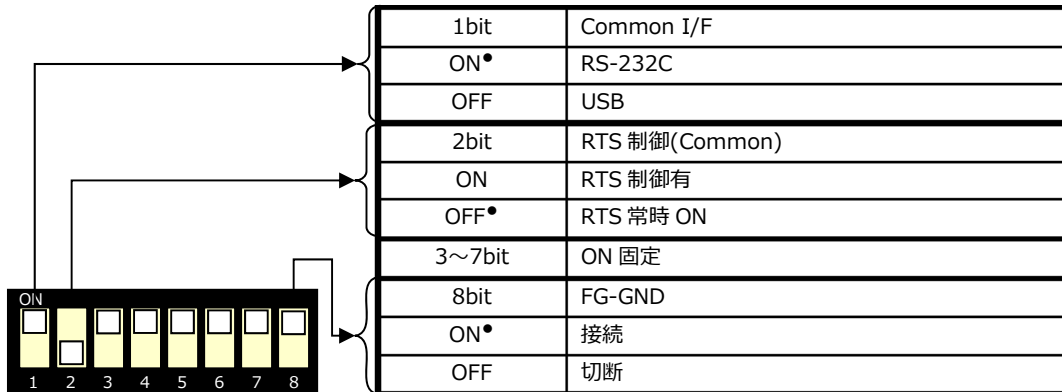 1bit Common I/F
ON● RS-232C
OFF USB
2bit RTS 制御(Common)
ON RTS 制御有
OFF● RTS 常時 ON
3～7bit ON 固定
8bit FG-GND
ON● 接続
OFF 切断
ON
1 2 3 4 5 6 7 8